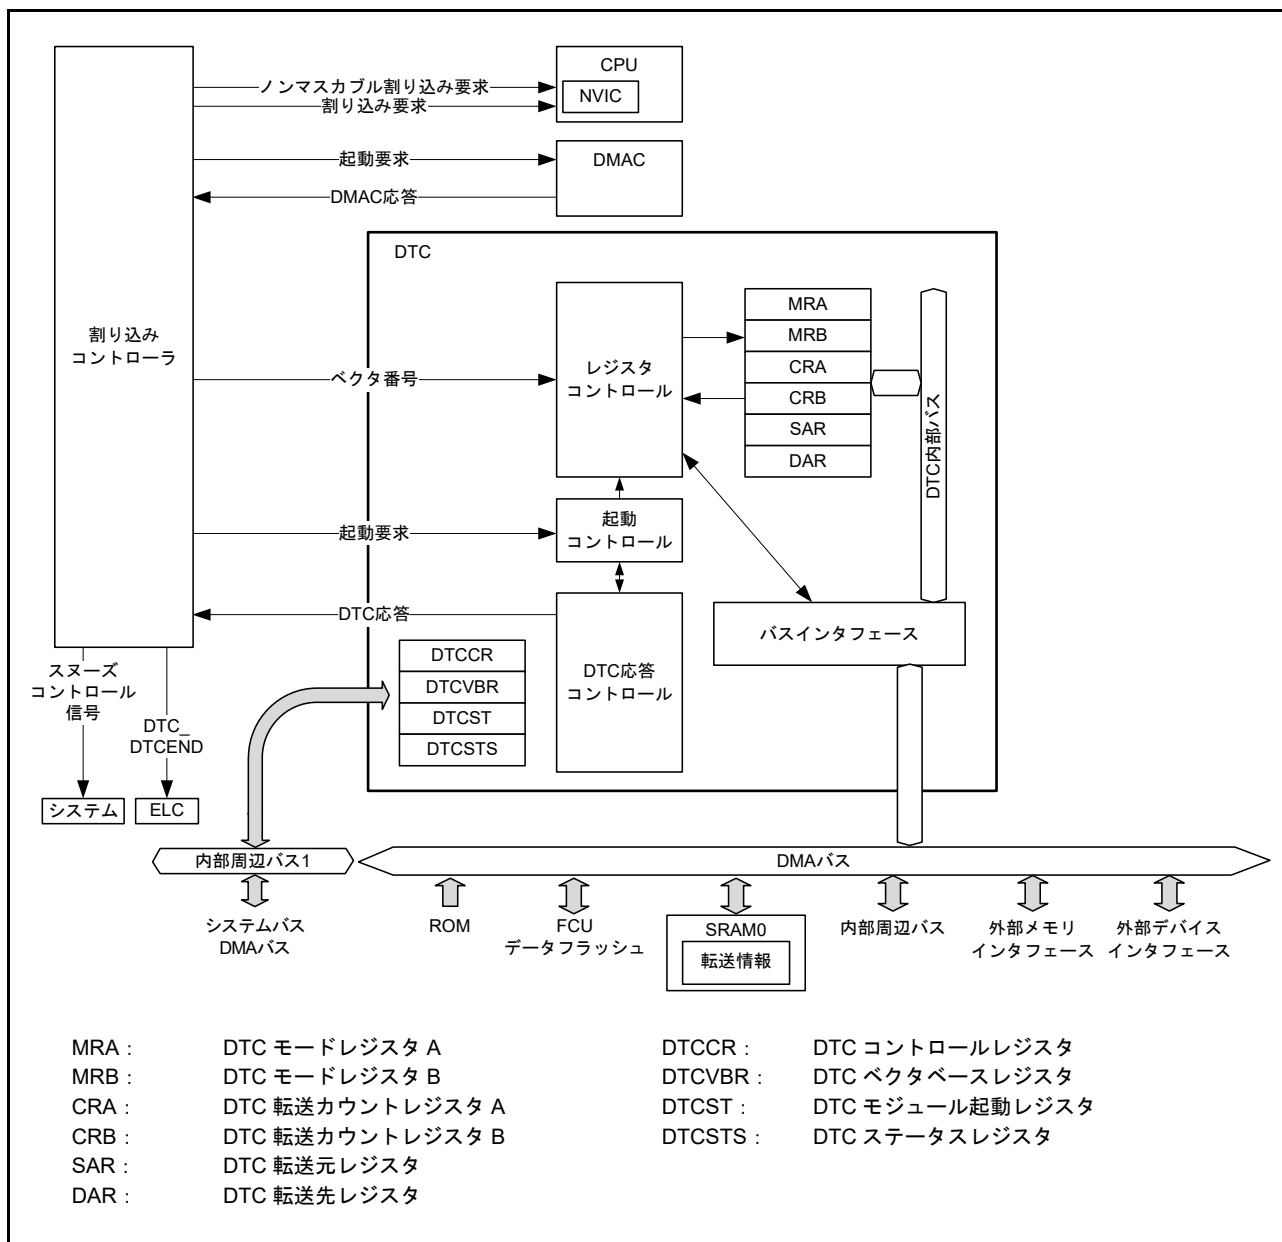 CPU
NVIC
ノンマスカブル割り込み要求
割り込み要求
起動要求
DMAC
DMAC応答
DTC
割り込み
コントローラ
ベクタ番号
レジスタ
コントロール
MRA
MRB
CRA
CRB
SAR
DAR
DTC内部バス
起動要求
起動
コントロール
DTC応答
バスインタフェース
DTCCR
DTCVBR
DTCST
DTCSTS
DTC応答
コントロール
スヌーズ
コントロール
信号
DTC_
DTCEND
システム
ELC
内部周辺バス1
DMAバス
システムバス
DMAバス
ROM
FCU
データフラッシュ
SRAM0
転送情報
内部周辺バス
外部メモリ
インタフェース
外部デバイス
インタフェース
MRA : DTC モードレジスタ A
MRB : DTC モードレジスタ B
CRA : DTC 転送カウントレジスタ A
CRB : DTC 転送カウントレジスタ B
SAR : DTC 転送元レジスタ
DAR : DTC 転送先レジスタ
DTCCR : DTC コントロールレジスタ
DTCVBR : DTC ベクタベースレジスタ
DTCST : DTC モジュール起動レジスタ
DTCSTS : DTC ステータスレジスタ